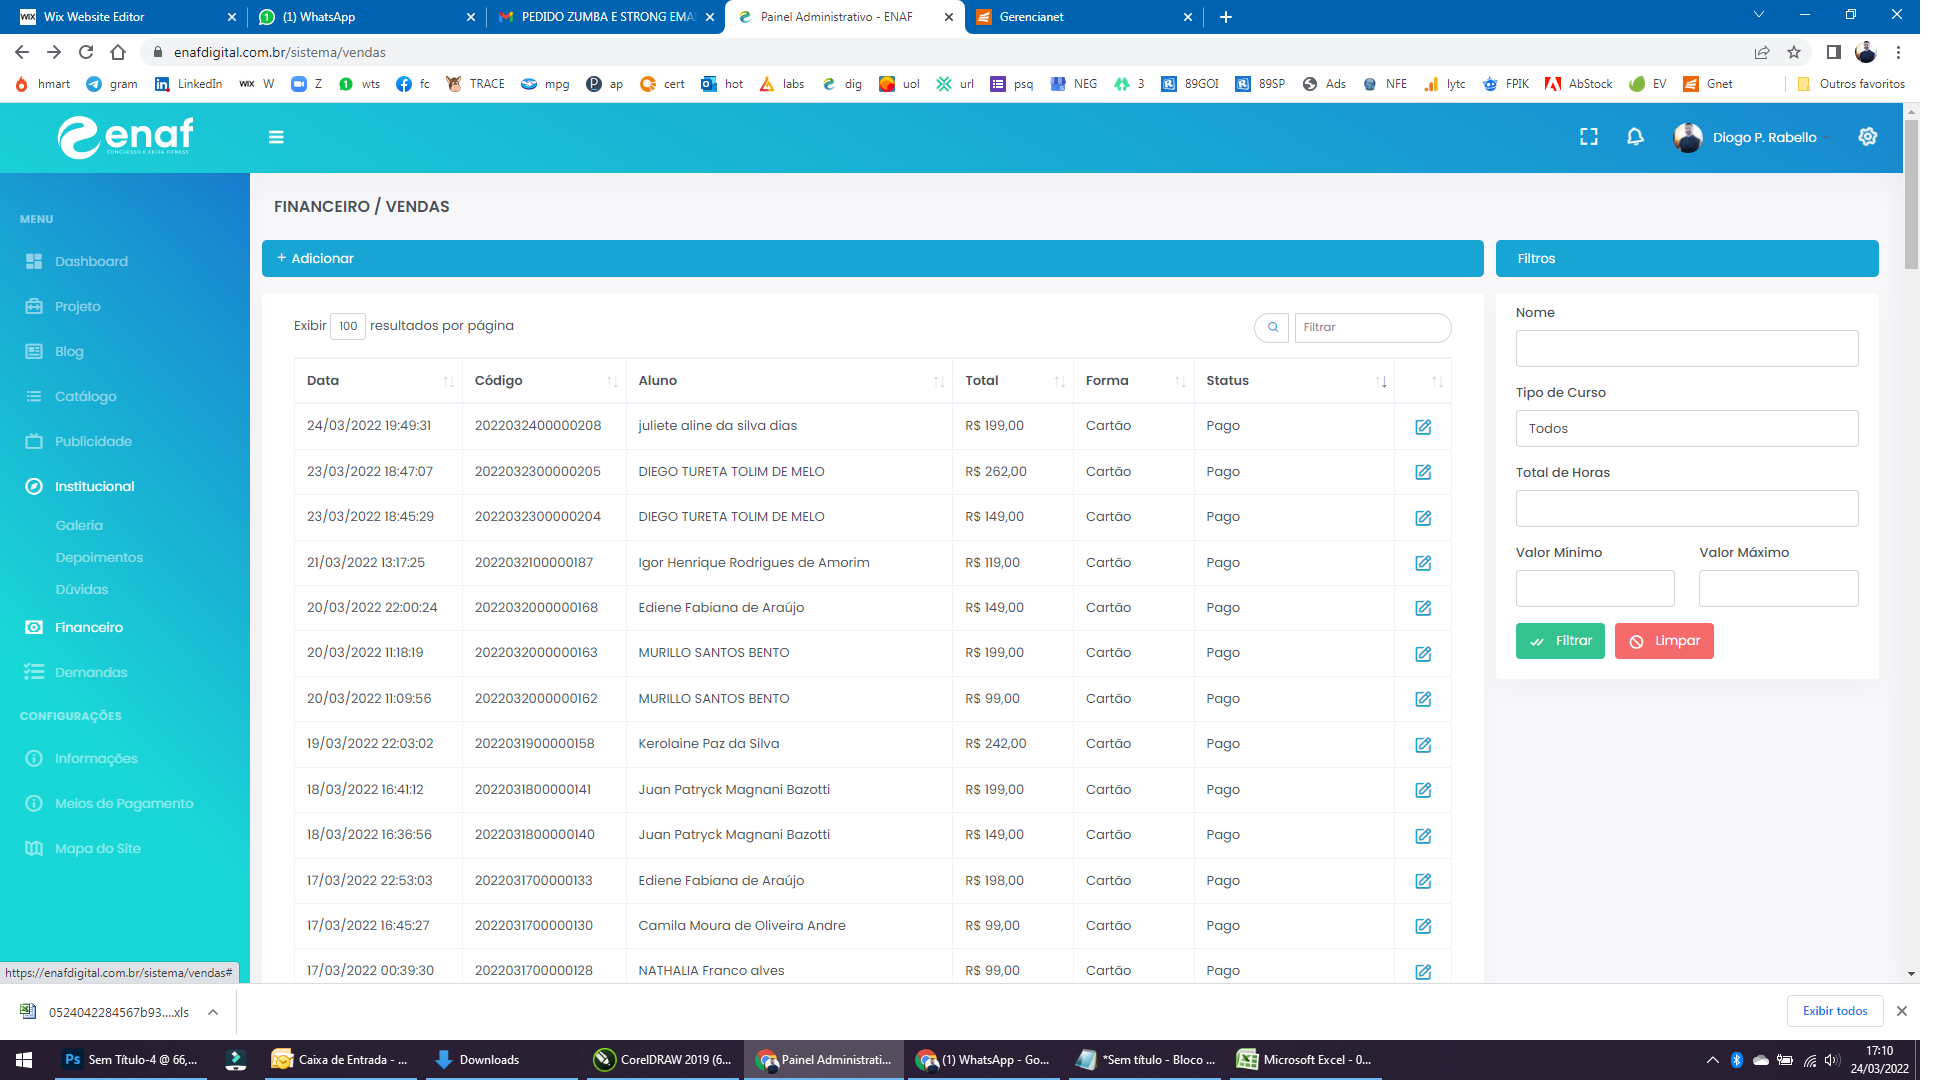 Wix Website Editor
(1) WhatsApp
PEDIDO ZUMBA E STRONG EMA
Painel Administrativo - ENAF
Gerencianet
enafdigital.com.br/sistema/vendas
hmart gram LinkedIn WIX W Z 1 wts fc TRACE mpg ap cert hot labs dig uol url psq NEG 3 89GOI 89SP Ads NFE lytc FPIK AbStock EV Gnet Outros favoritos
enaf
CONGRESSO E FEIRA FITNESS
Diogo P. Rabello
MENU
Dashboard
Projeto
Blog
Catálogo
Publicidade
Institucional
Galeria
Depoimentos
Dúvidas
Financeiro
Demandas
CONFIGURAÇÕES
Informações
Meios de Pagamento
Mapa do Site
FINANCEIRO / VENDAS
+ Adicionar
Exibir 100 resultados por página
Filtrar
Data Código Aluno Total Forma Status
24/03/2022 19:49:31 2022032400000208 juliete aline da silva dias R$ 199,00 Cartão Pago
23/03/2022 18:47:07 2022032300000205 DIEGO TURETA TOLIM DE MELO R$ 262,00 Cartão Pago
23/03/2022 18:45:29 2022032300000204 DIEGO TURETA TOLIM DE MELO R$ 149,00 Cartão Pago
21/03/2022 13:17:25 2022032100000187 Igor Henrique Rodrigues de Amorim R$ 119,00 Cartão Pago
20/03/2022 22:00:24 2022032000000168 Ediene Fabiana de Araújo R$ 149,00 Cartão Pago
20/03/2022 11:18:19 2022032000000163 MURILLO SANTOS BENTO R$ 199,00 Cartão Pago
20/03/2022 11:09:56 2022032000000162 MURILLO SANTOS BENTO R$ 99,00 Cartão Pago
19/03/2022 22:03:02 2022031900000158 Kerolaine Paz da Silva R$ 242,00 Cartão Pago
18/03/2022 16:41:12 2022031800000141 Juan Patryck Magnani Bazotti R$ 199,00 Cartão Pago
18/03/2022 16:36:56 2022031800000140 Juan Patryck Magnani Bazotti R$ 149,00 Cartão Pago
17/03/2022 22:53:03 2022031700000133 Ediene Fabiana de Araújo R$ 198,00 Cartão Pago
17/03/2022 16:45:27 2022031700000130 Camila Moura de Oliveira Andre R$ 99,00 Cartão Pago
17/03/2022 00:39:30 2022031700000128 NATHALIA Franco alves R$ 99,00 Cartão Pago
Filtros
Nome
Tipo de Curso
Todos
Total de Horas
Valor Mínimo Valor Máximo
Filtrar Limpar
https://enafdigital.com.br/sistema/vendas#
0524042284567b93....xls
Exibir todos
Sem Título-4 @ 66,...
Caixa de Entrada - ...
Downloads
CorelDRAW 2019 (6...
Painel Administrati...
(1) WhatsApp - Go...
*Sem título - Bloco ...
Microsoft Excel - 0...
17:10
24/03/2022